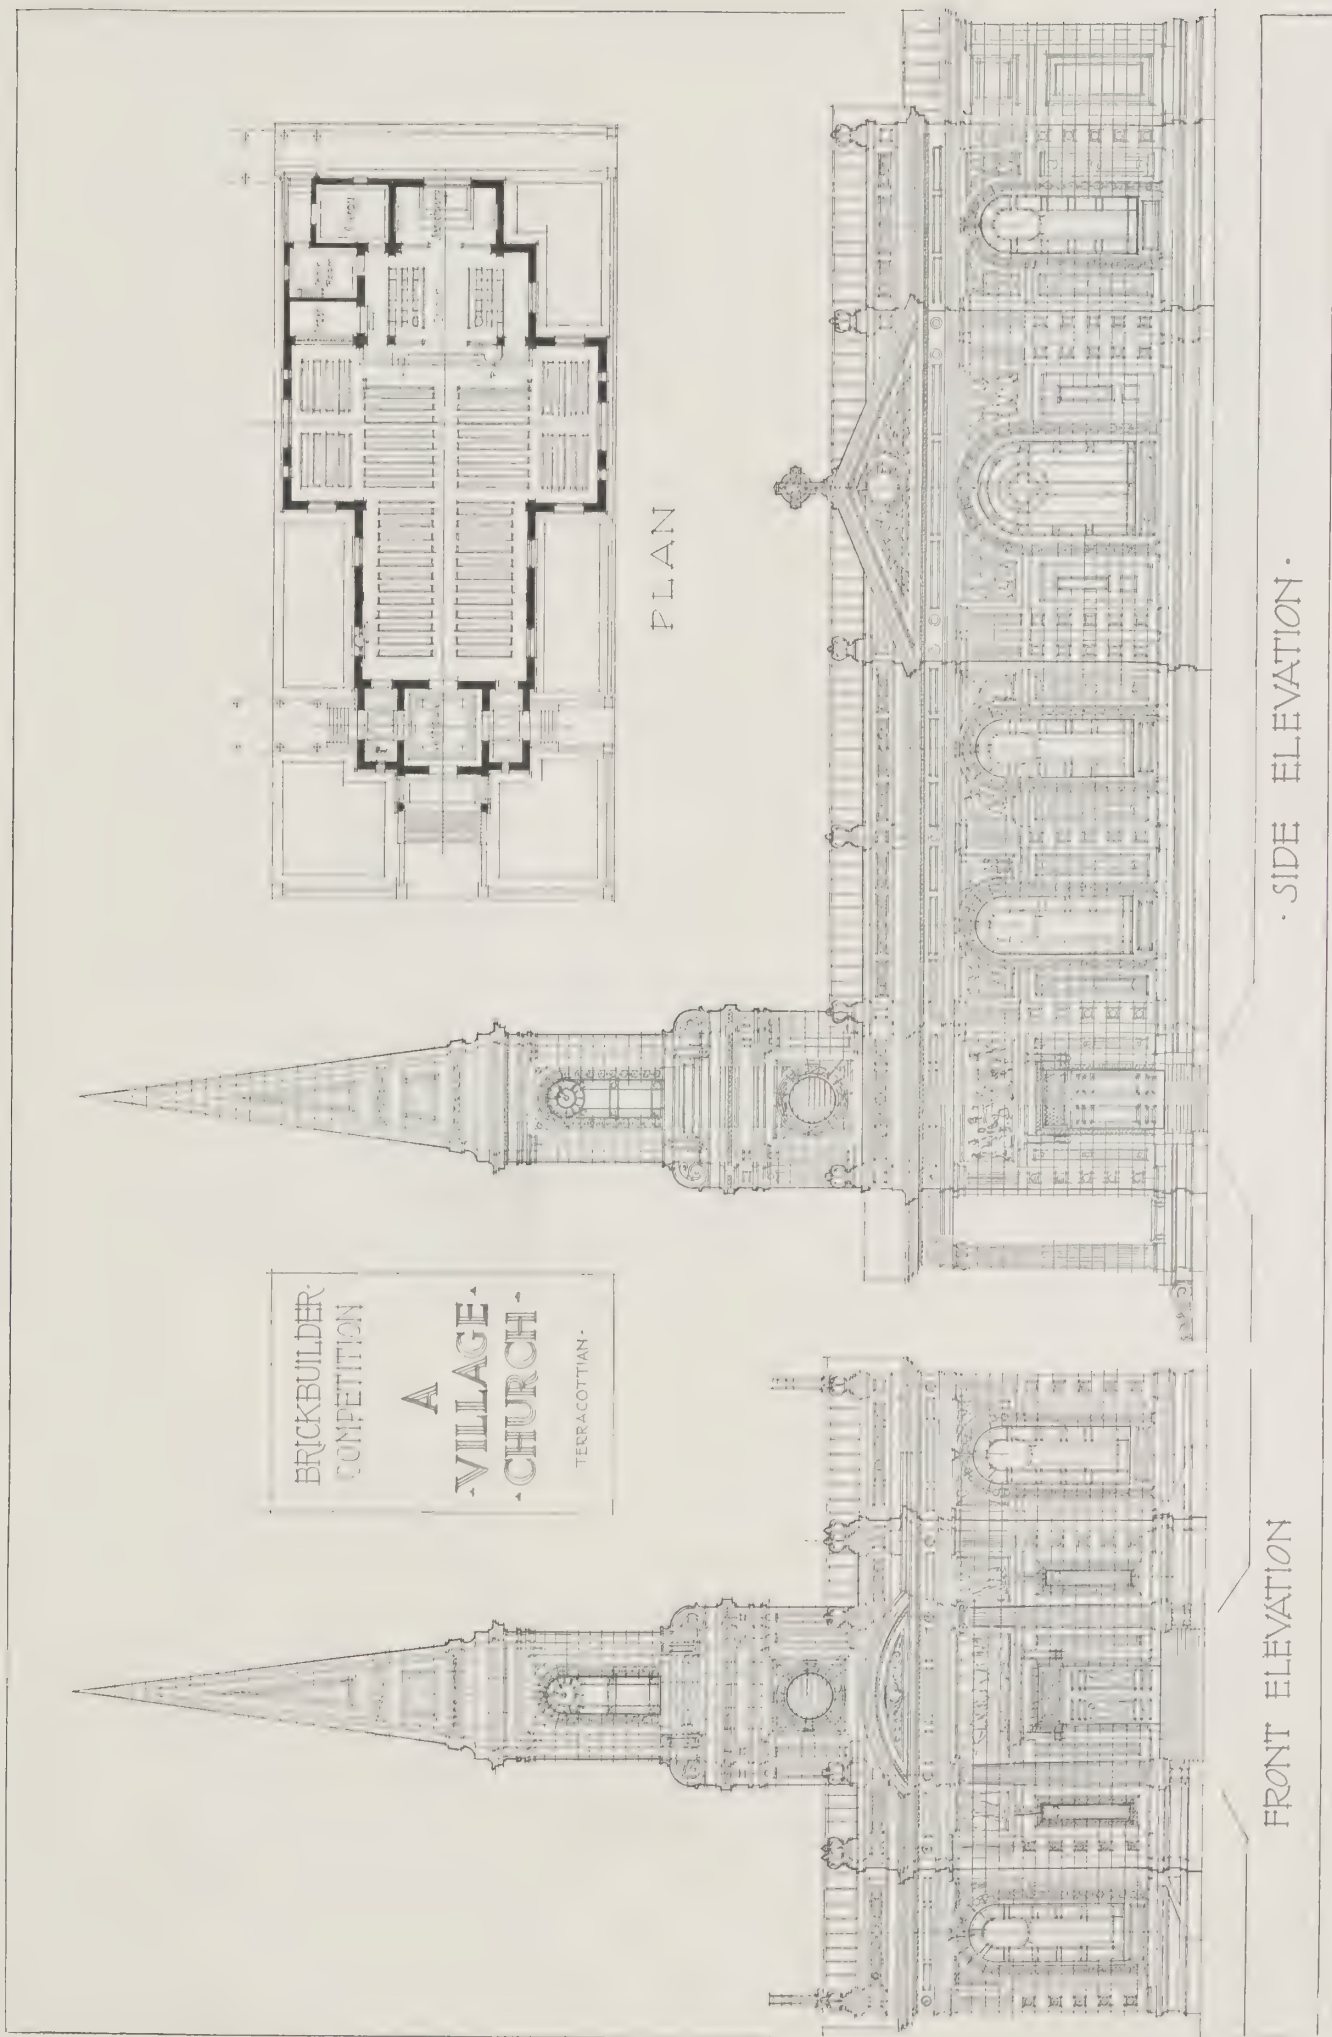 BRICKBUILDER·
COMPETITION
A
·VILLAGE·
·CHURCH·
TERRACOTTIAN·
PLAN
FRONT ELEVATION
·SIDE ELEVATION·